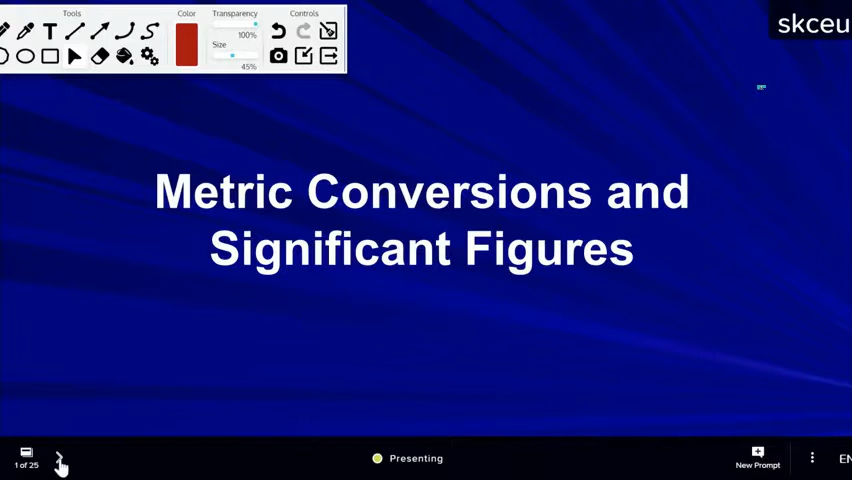 Tools
Color
Transparency
Controls
T
100%
Size
45%
skceu
Metric Conversions and
Significant Figures
1 of 25
Presenting
New Prompt
EN